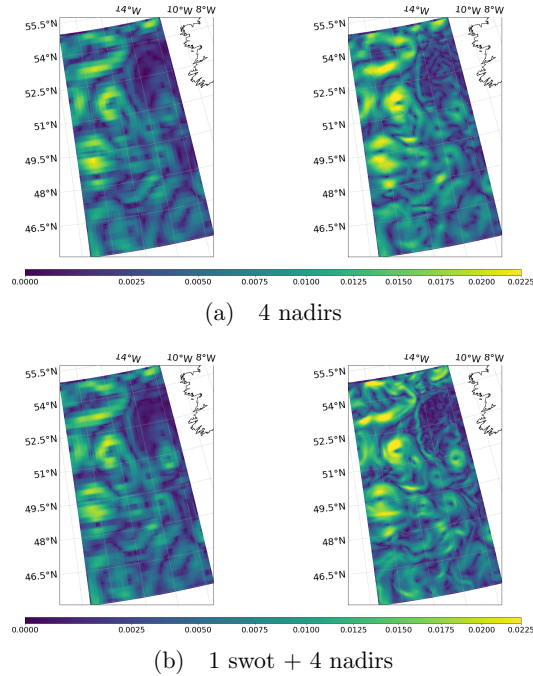 14°W 10°W 8°W 14°W 10°W 8°W
55.5°N 55.5°N
54°N 54°N
52.5°N 52.5°N
51°N 51°N
49.5°N 49.5°N
48°N 48°N
46.5°N 46.5°N
0.0000 0.0025 0.0050 0.0075 0.0100 0.0125 0.0150 0.0175 0.0200 0.0225
(a) 4 nadirs
14°W 10°W 8°W 14°W 10°W 8°W
55.5°N 55.5°N
54°N 54°N
52.5°N 52.5°N
51°N 51°N
49.5°N 49.5°N
48°N 48°N
46.5°N 46.5°N
0.0000 0.0025 0.0050 0.0075 0.0100 0.0125 0.0150 0.0175 0.0200 0.0225
(b) 1 swot + 4 nadirs